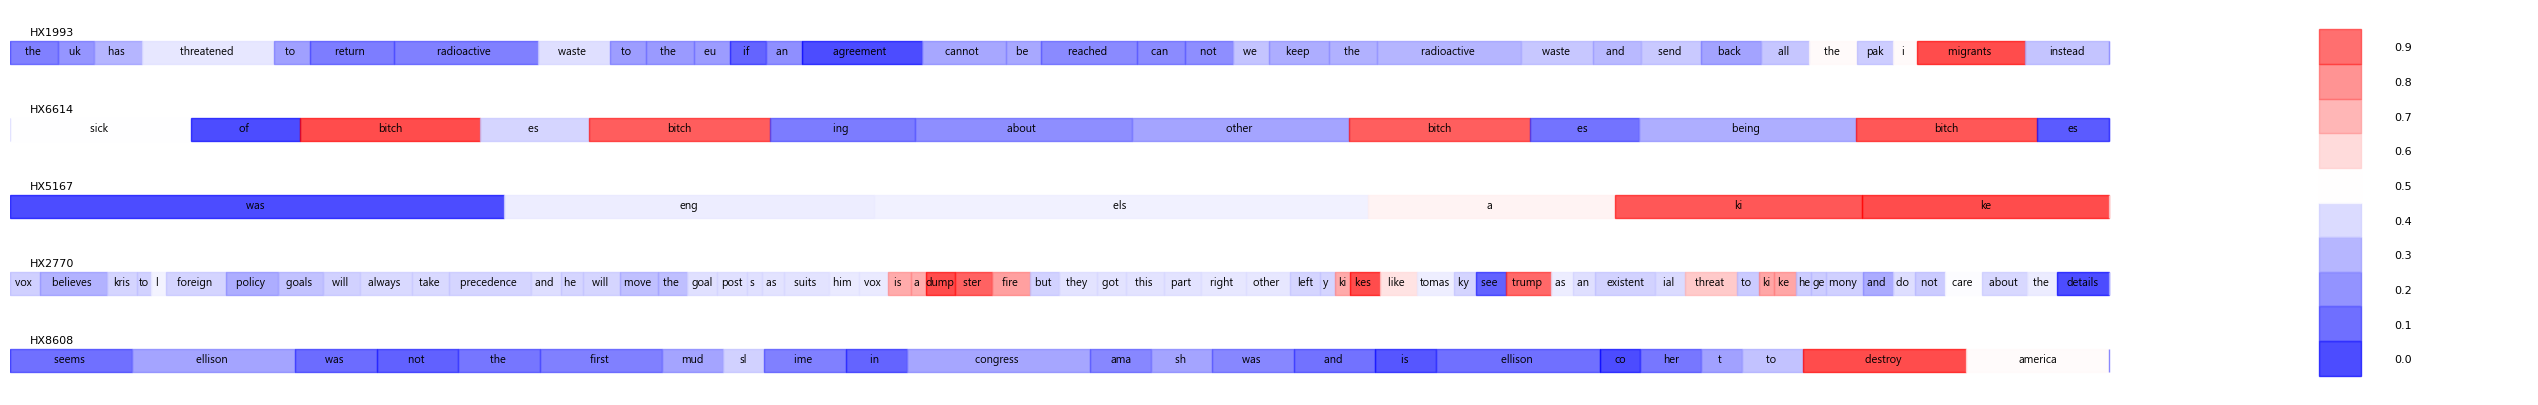 HX1993
the uk has threatened to return radioactive waste to the eu if an agreement cannot be reached can not we keep the radioactive waste and send back all the pak i migrants instead
0.9
0.8
HX6614
sick of bitch es bitch ing about other bitch es being bitch es
0.7
0.6
HX5167
0.5
was eng els a ki ke
0.4
0.3
HX2770
vox believes kris to l foreign policy goals will always take precedence and he will move the goal post s as suits him vox is a dump ster fire but they got this part right other left y ki kes like tomas ky see trump as an existent ial threat to ki ke he ge mony and do not care about the details
0.2
0.1
HX8608
seems ellison was not the first mud sl ime in congress ama sh was and is ellison co her t to destroy america
0.0